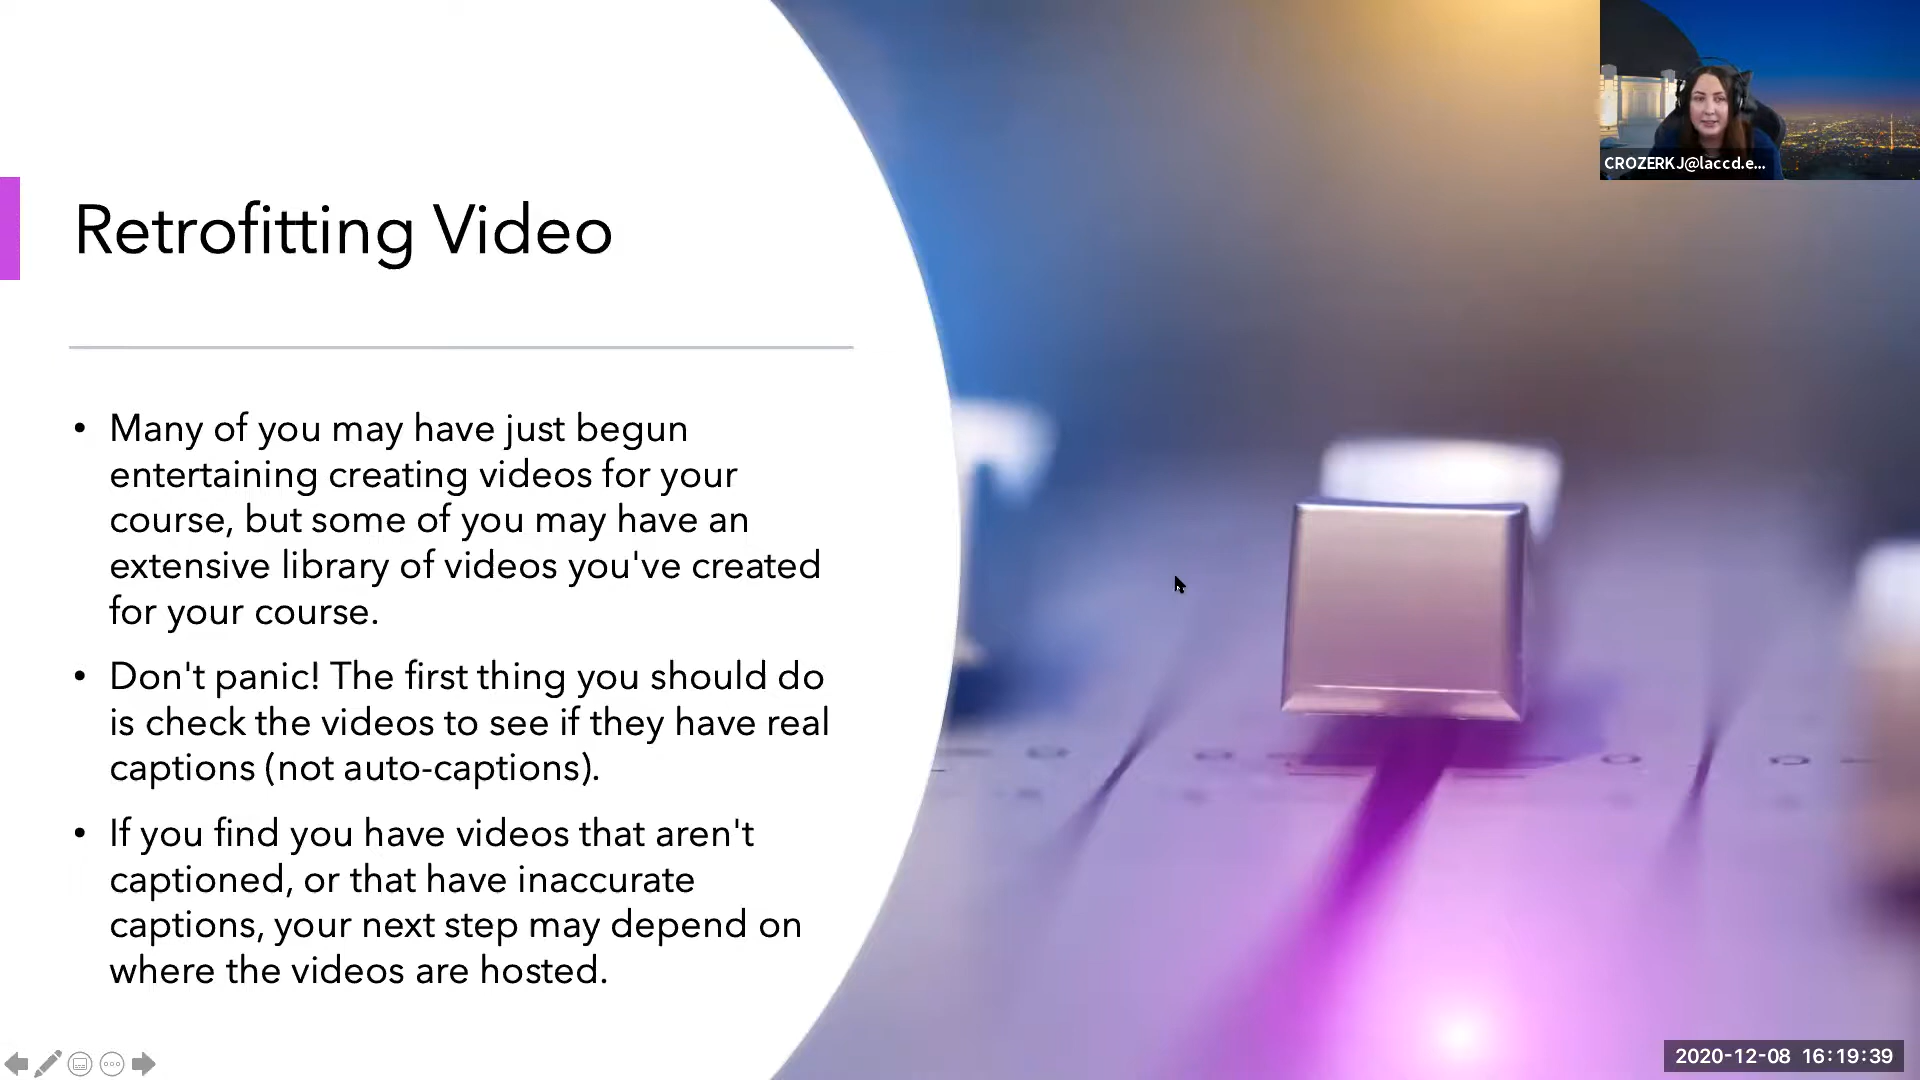 CROZERKJ@laccd.e...
Retrofitting Video
• Many of you may have just begun
entertaining creating videos for your
course, but some of you may have an
extensive library of videos you've created
for your course.
• Don't panic! The first thing you should do
is check the videos to see if they have real
captions (not auto-captions).
• If you find you have videos that aren't
captioned, or that have inaccurate
captions, your next step may depend on
where the videos are hosted.
2020-12-08 16:19:39